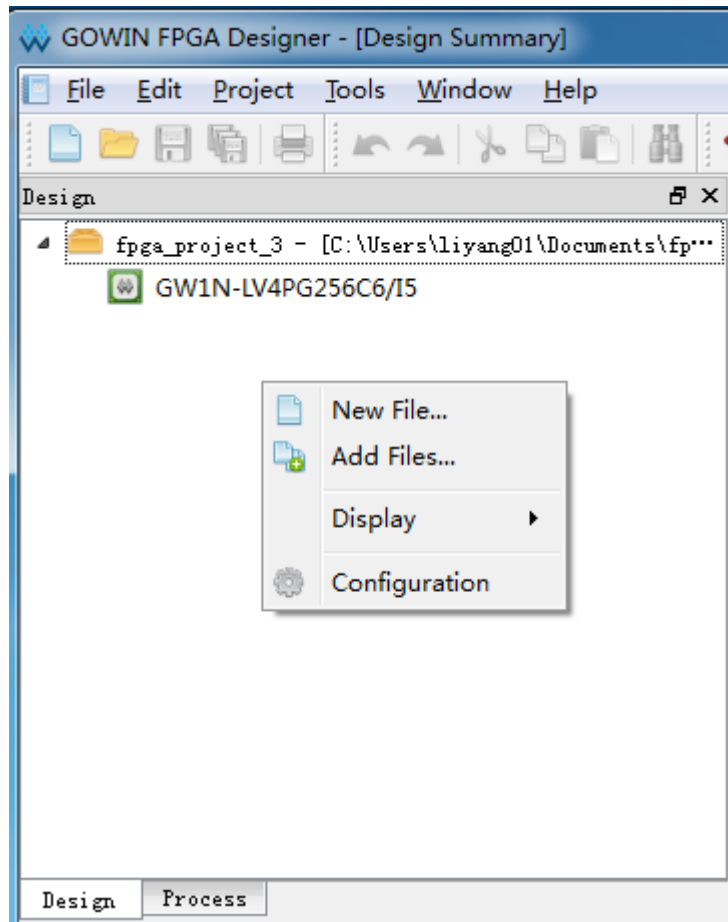 GOWIN FPGA Designer - [Design Summary]
File Edit Project Tools Window Help
Design
fpga_project_3 - [C:\Users\liyang01\Documents\fp…
GW1N-LV4PG256C6/I5
New File...
Add Files...
Display
Configuration
Design Process